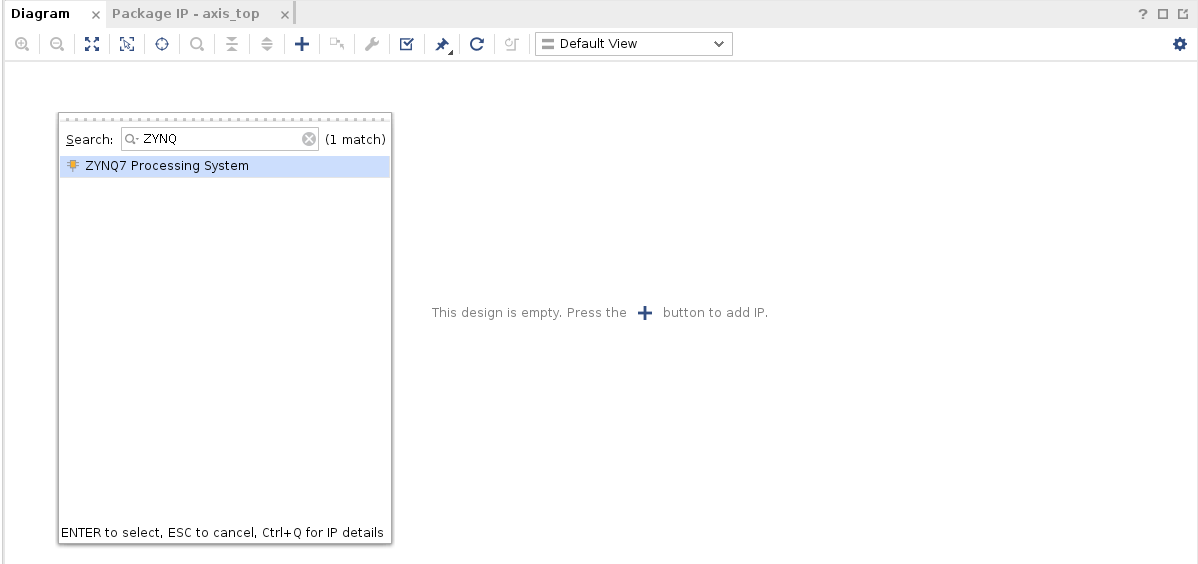 Diagram
Package IP - axis_top
Default View
Search: ZYNQ (1 match)
ZYNQ7 Processing System
This design is empty. Press the button to add IP.
ENTER to select, ESC to cancel, Ctrl+Q for IP details